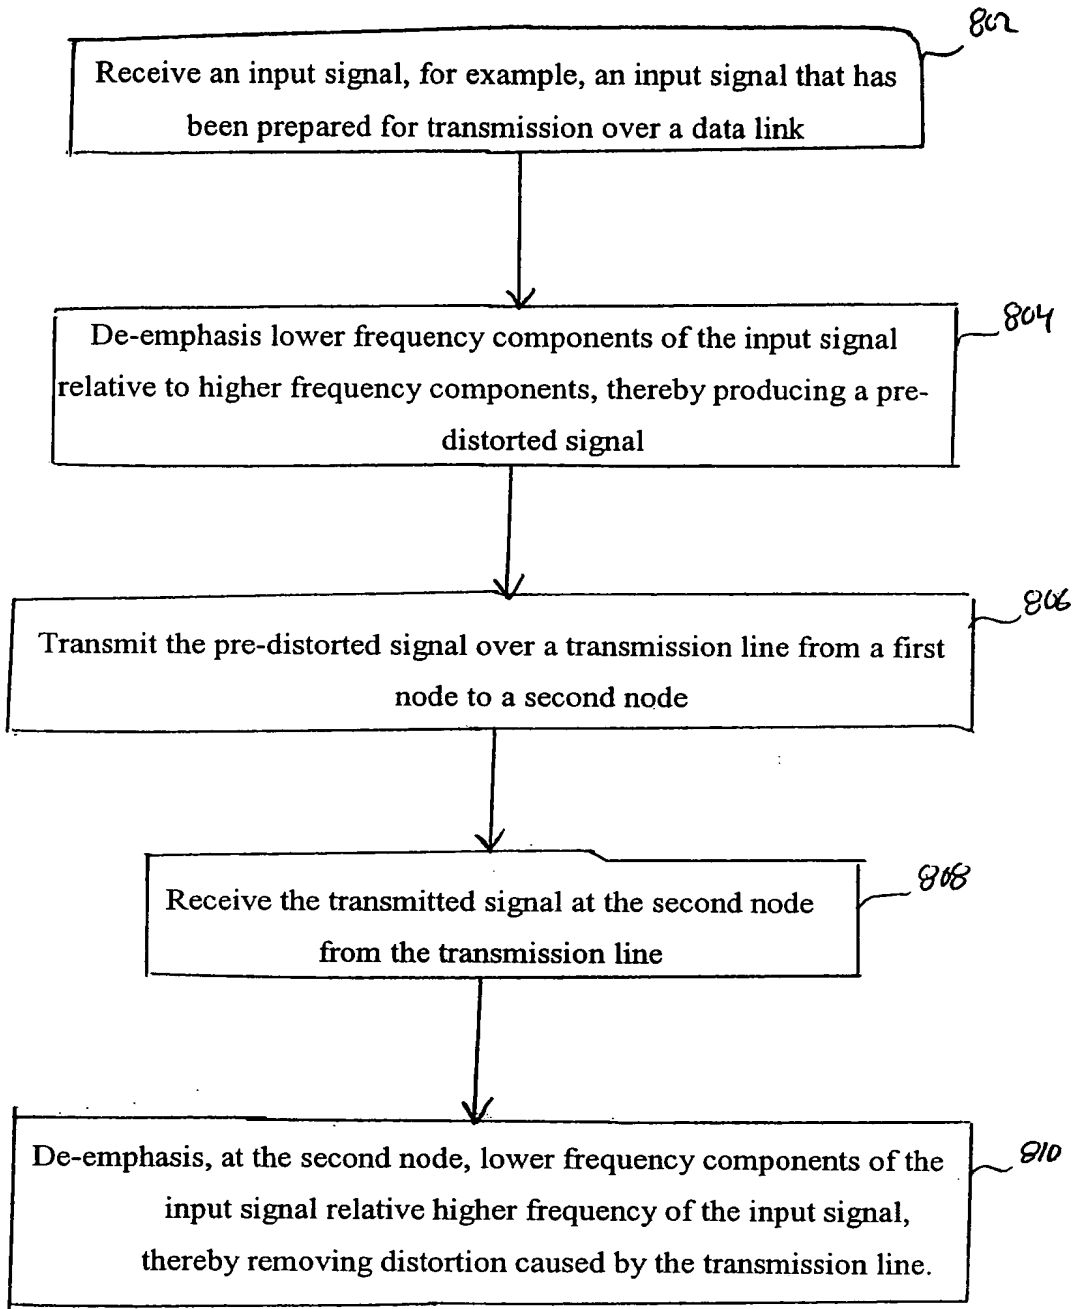 802
Receive an input signal, for example, an input signal that has
been prepared for transmission over a data link
804
De-emphasis lower frequency components of the input signal
relative to higher frequency components, thereby producing a pre-
distorted signal
806
Transmit the pre-distorted signal over a transmission line from a first
node to a second node
808
Receive the transmitted signal at the second node
from the transmission line
810
De-emphasis, at the second node, lower frequency components of the
input signal relative higher frequency of the input signal,
thereby removing distortion caused by the transmission line.